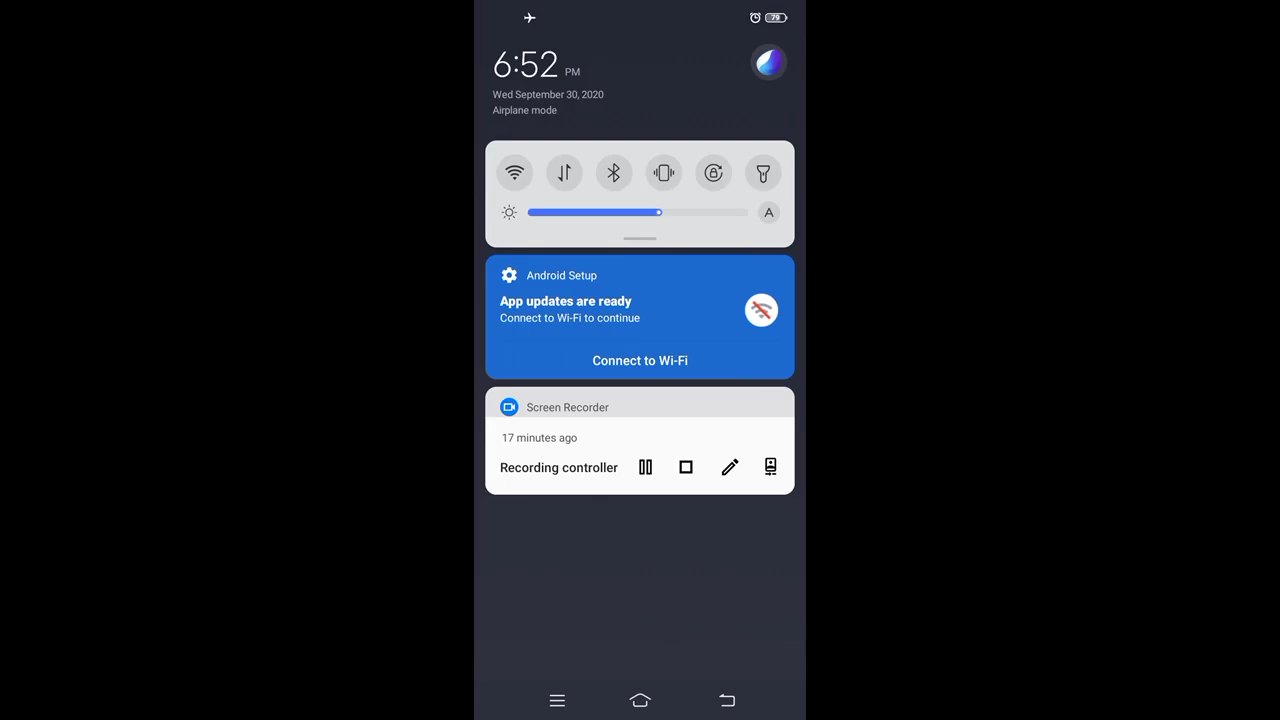 79
6:52 PM
Wed September 30, 2020
Airplane mode
A
Android Setup
App updates are ready
Connect to Wi-Fi to continue
Connect to Wi-Fi
Screen Recorder
17 minutes ago
Recording controller